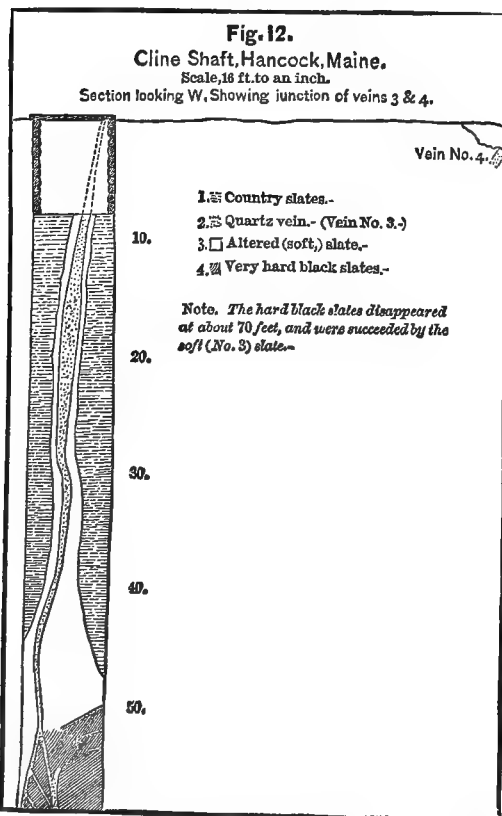 Fig. 12.
Cline Shaft, Hancock, Maine.
Scale, 16 ft. to an inch.
Section looking W. Showing junction of veins 3 & 4.
Vein No. 4.
1. Country slates.-
2. Quartz vein.- (Vein No. 3.-)
3. Altered (soft,) slate.-
4. Very hard black slates.-
Note. The hard black slates disappeared
at about 70 feet, and were succeeded by the
soft (No. 3) slate.-
10.
20.
30.
40.
50.